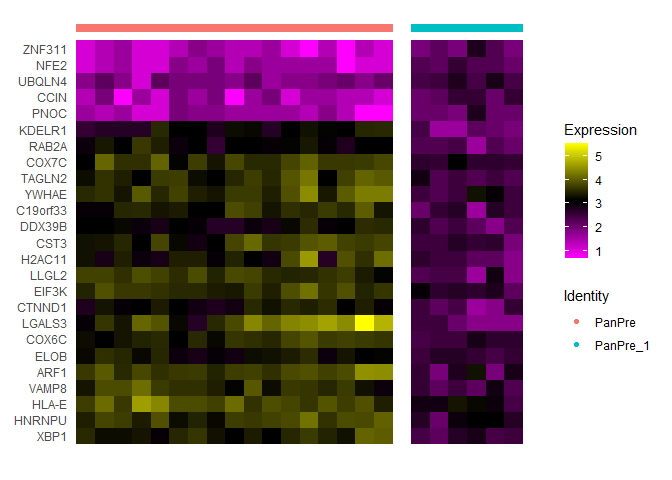 ZNF311
NFE2
UBQLN4
CCIN
PNOC
KDELR1
RAB2A
COX7C
TAGLN2
YWHAE
C19orf33
DDX39B
CST3
H2AC11
LLGL2
EIF3K
CTNND1
LGALS3
COX6C
ELOB
ARF1
VAMP8
HLA-E
HNRNPU
XBP1
Expression
5
4
3
2
1
Identity
PanPre
PanPre_1